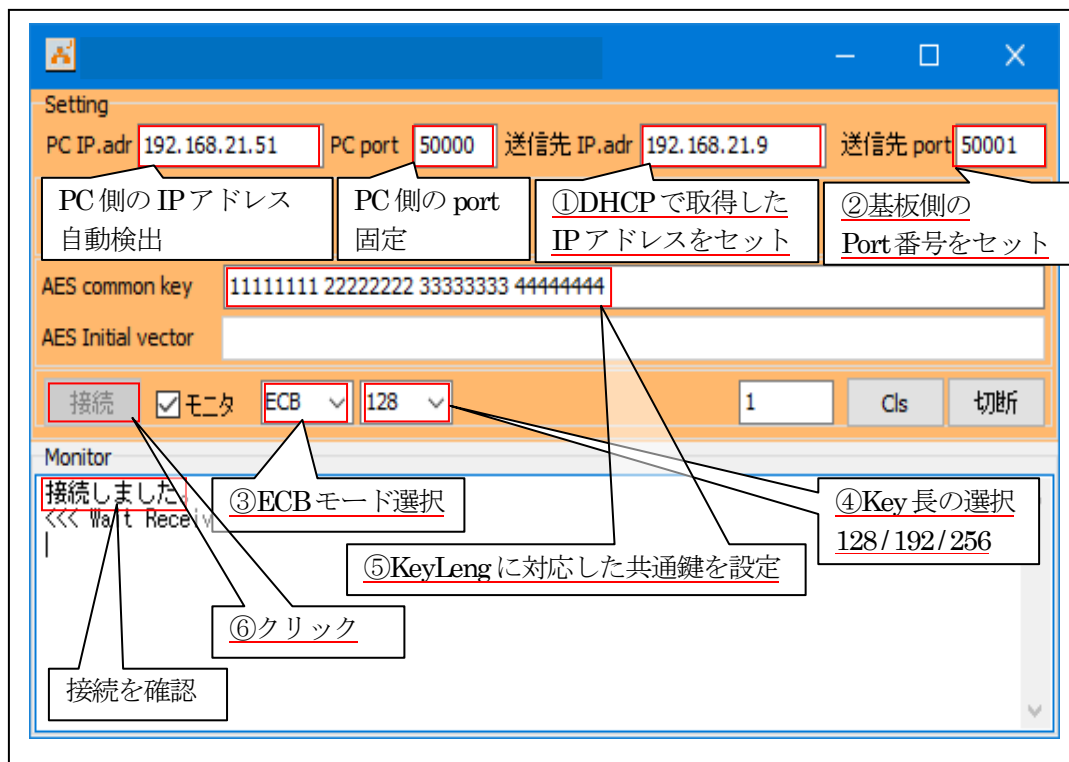 Setting
PC IP.adr 192.168.21.51 PC port 50000 送信先 IP.adr 192.168.21.9 送信先 port 50001
PC側のIPアドレス
自動検出
PC側のport
固定
①DHCPで取得した
IPアドレスをセット
②基板側の
Port番号をセット
AES common key 11111111 22222222 33333333 44444444
AES Initial vector
接続 モニタ ECB 128 1 Cls 切断
Monitor
接続しました。
<<< Wait Receiv
③ECBモード選択
④Key長の選択
128/192/256
⑤KeyLengに対応した共通鍵を設定
⑥クリック
接続を確認